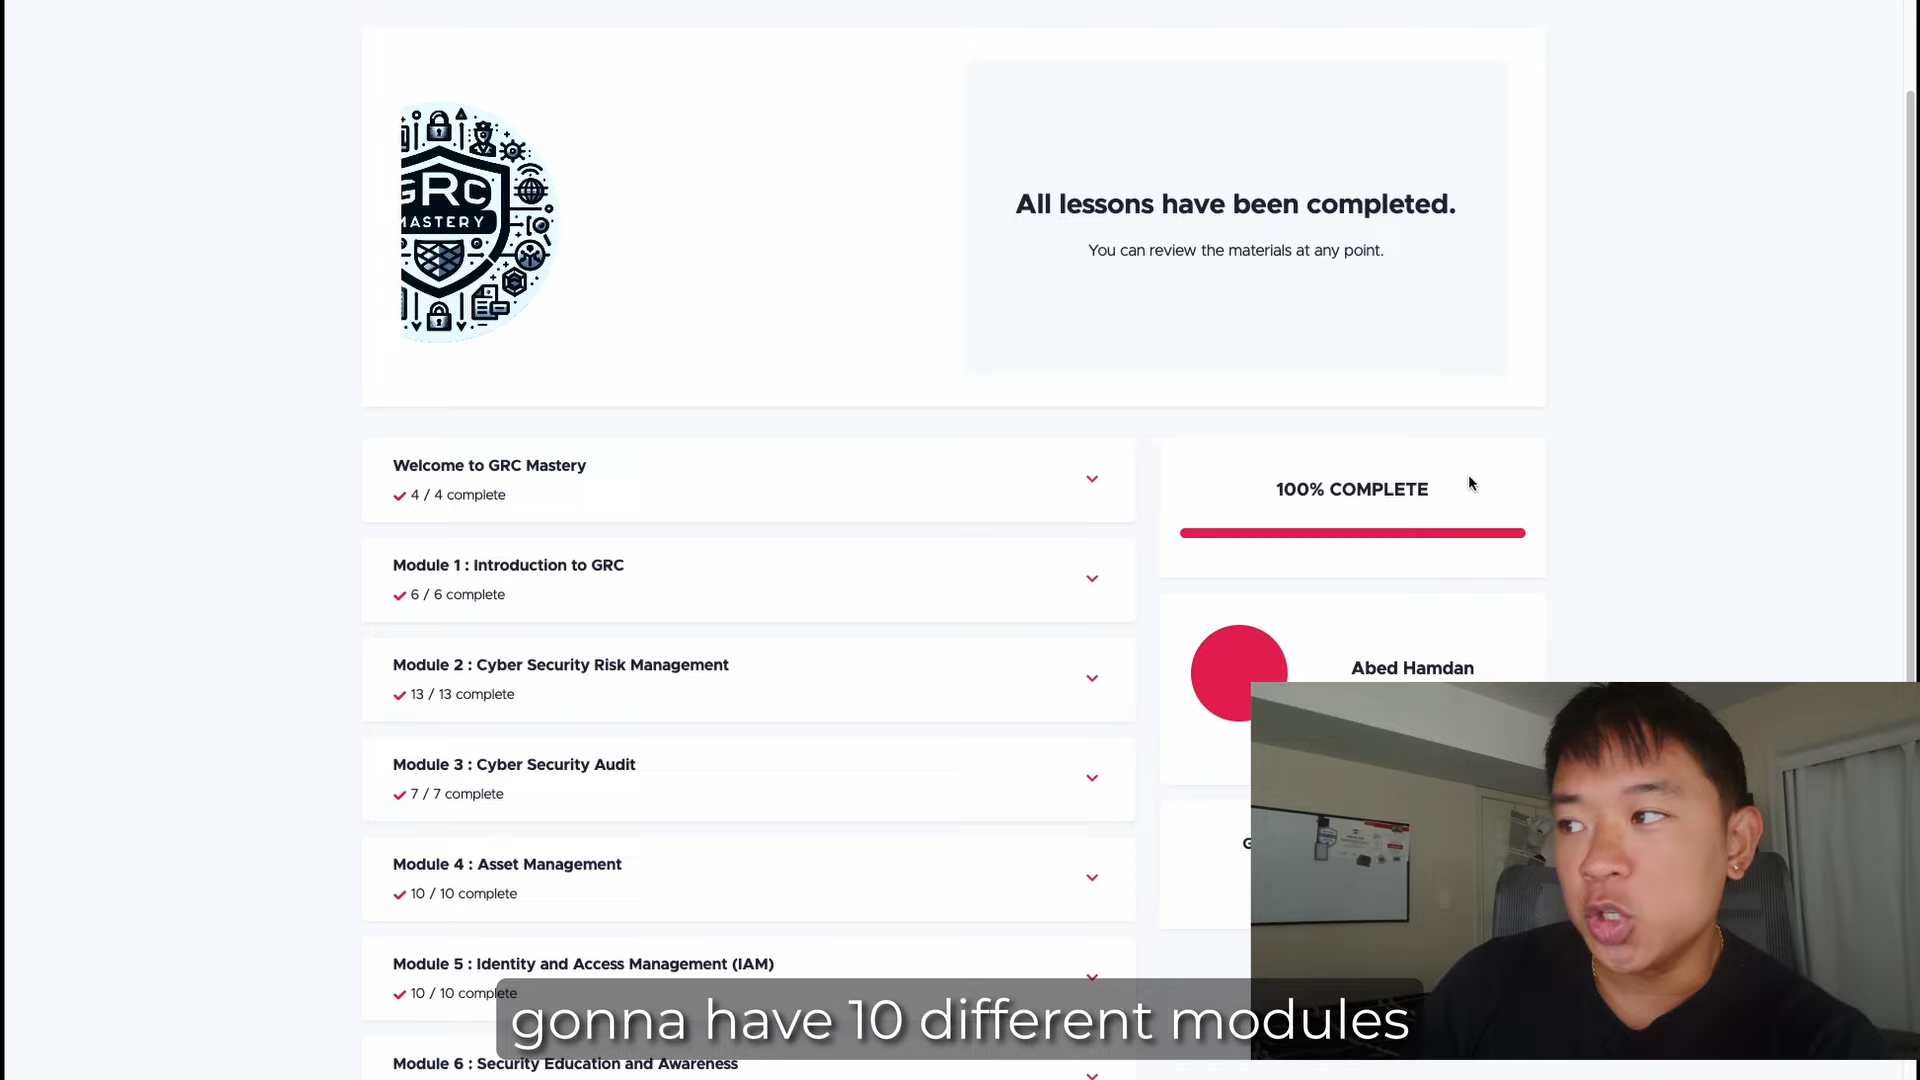 GRC
MASTERY
All lessons have been completed.
You can review the materials at any point.
Welcome to GRC Mastery
4 / 4 complete
100% COMPLETE
Module 1 : Introduction to GRC
6 / 6 complete
Module 2 : Cyber Security Risk Management
13 / 13 complete
Abed Hamdan
Module 3 : Cyber Security Audit
7 / 7 complete
Module 4 : Asset Management
10 / 10 complete
Module 5 : Identity and Access Management (IAM)
10 / 10 complete
gonna have 10 different modules
Module 6 : Security Education and Awareness